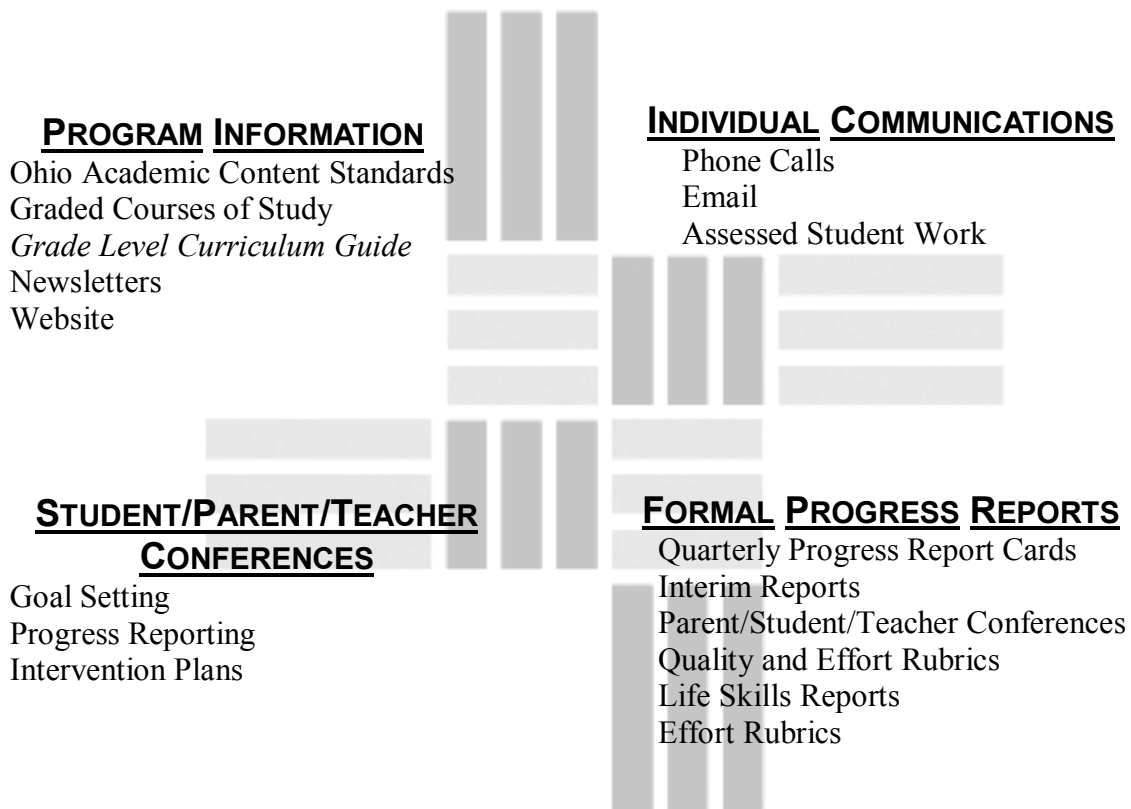 PROGRAM INFORMATION
Ohio Academic Content Standards
Graded Courses of Study
Grade Level Curriculum Guide
Newsletters
Website
INDIVIDUAL COMMUNICATIONS
Phone Calls
Email
Assessed Student Work
STUDENT/PARENT/TEACHER
CONFERENCES
Goal Setting
Progress Reporting
Intervention Plans
FORMAL PROGRESS REPORTS
Quarterly Progress Report Cards
Interim Reports
Parent/Student/Teacher Conferences
Quality and Effort Rubrics
Life Skills Reports
Effort Rubrics